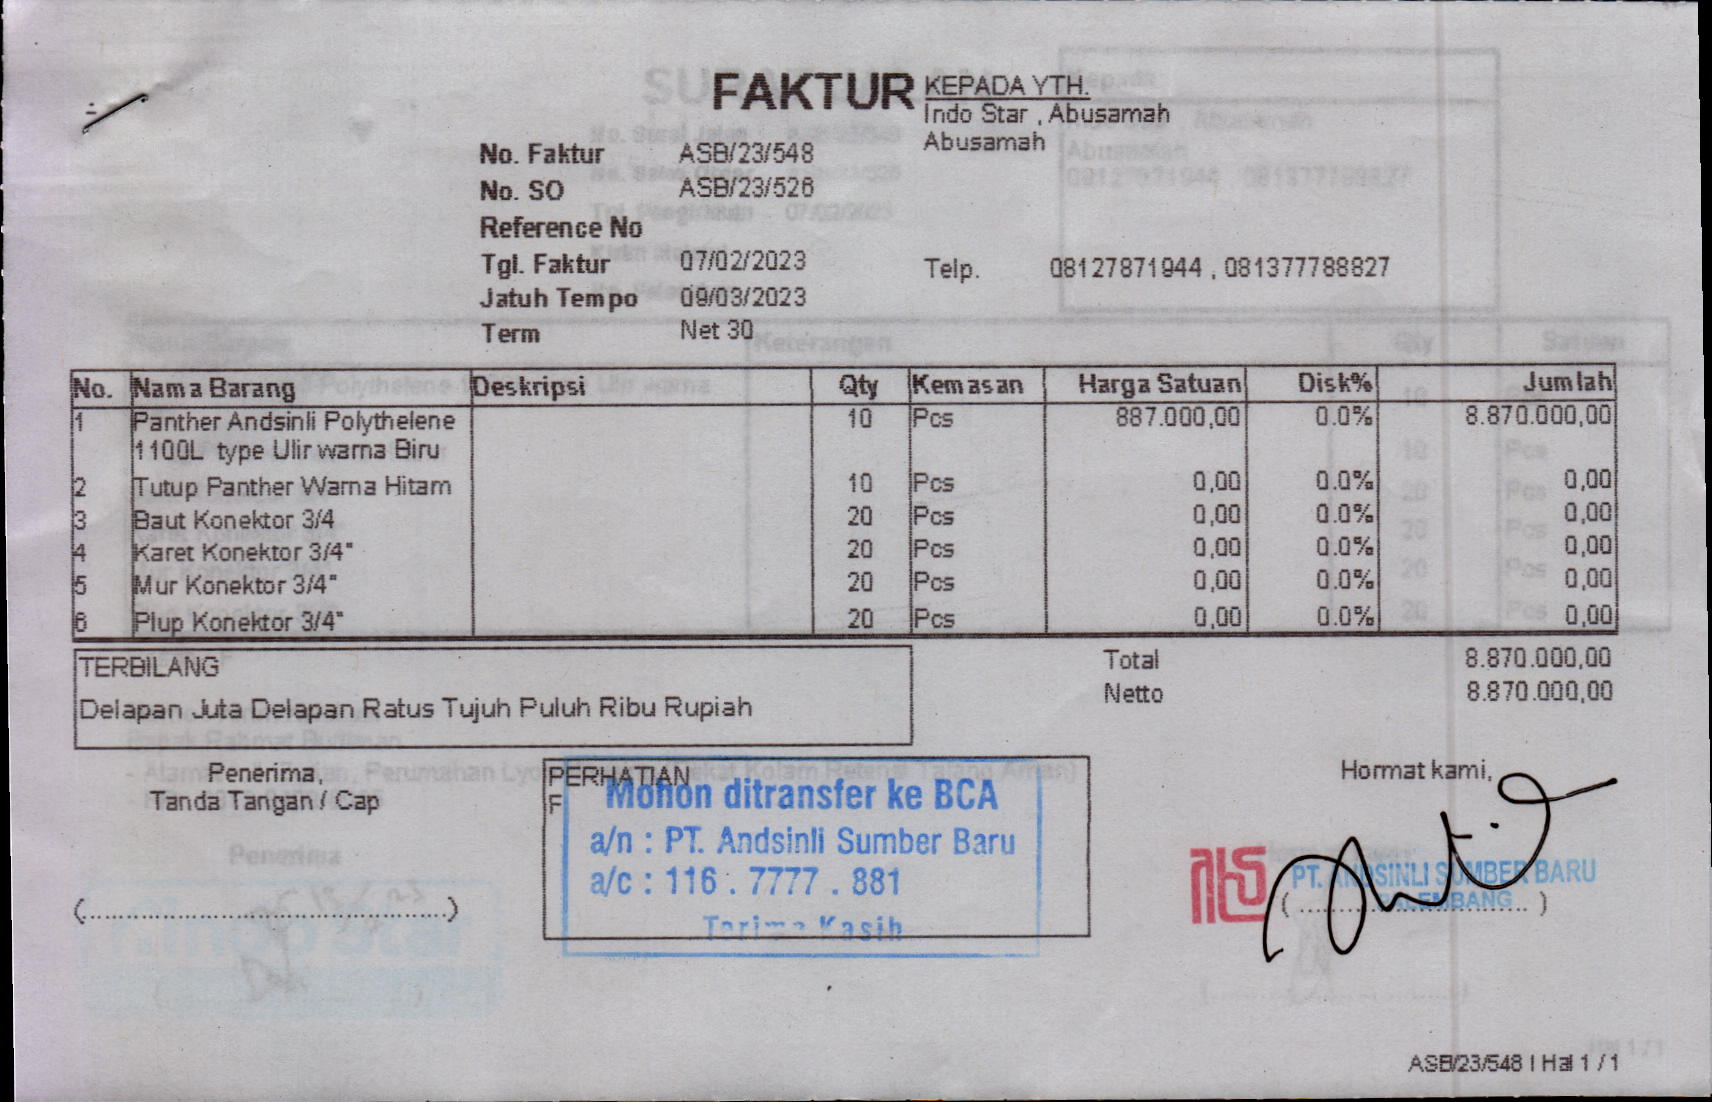 FAKTUR
KEPADA YTH.
Indo Star , Abusamah
Abusamah
No. Faktur ASB/23/548
No. SO ASB/23/526
Reference No
Tgl. Faktur 07/02/2023
Telp. 08127871944 , 081377788827
Jatuh Tempo 09/03/2023
Term Net 30
No. Nama Barang Deskripsi Qty Kemasan Harga Satuan Disk% Jumlah
1 Panther Andsinli Polythelene 10 Pcs 887.000,00 0.0% 8.870.000,00
1100L type Ulir warna Biru
2 Tutup Panther Warna Hitam 10 Pcs 0,00 0.0% 0,00
3 Baut Konektor 3/4 20 Pcs 0,00 0.0% 0,00
4 Karet Konektor 3/4" 20 Pcs 0,00 0.0% 0,00
5 Mur Konektor 3/4" 20 Pcs 0,00 0.0% 0,00
6 Plup Konektor 3/4" 20 Pcs 0,00 0.0% 0,00
TERBILANG
Delapan Juta Delapan Ratus Tujuh Puluh Ribu Rupiah
Total 8.870.000,00
Netto 8.870.000,00
Penerima,
Tanda Tangan / Cap
(..............................................)
PERHATIAN
F
Mohon ditransfer ke BCA
a/n : PT. Andsinli Sumber Baru
a/c : 116 . 7777 . 881
Terima Kasih
Hormat kami,
PT. ANDSINLI SUMBER BARU
PALEMBANG
ASB/23/548 | Hal 1 / 1